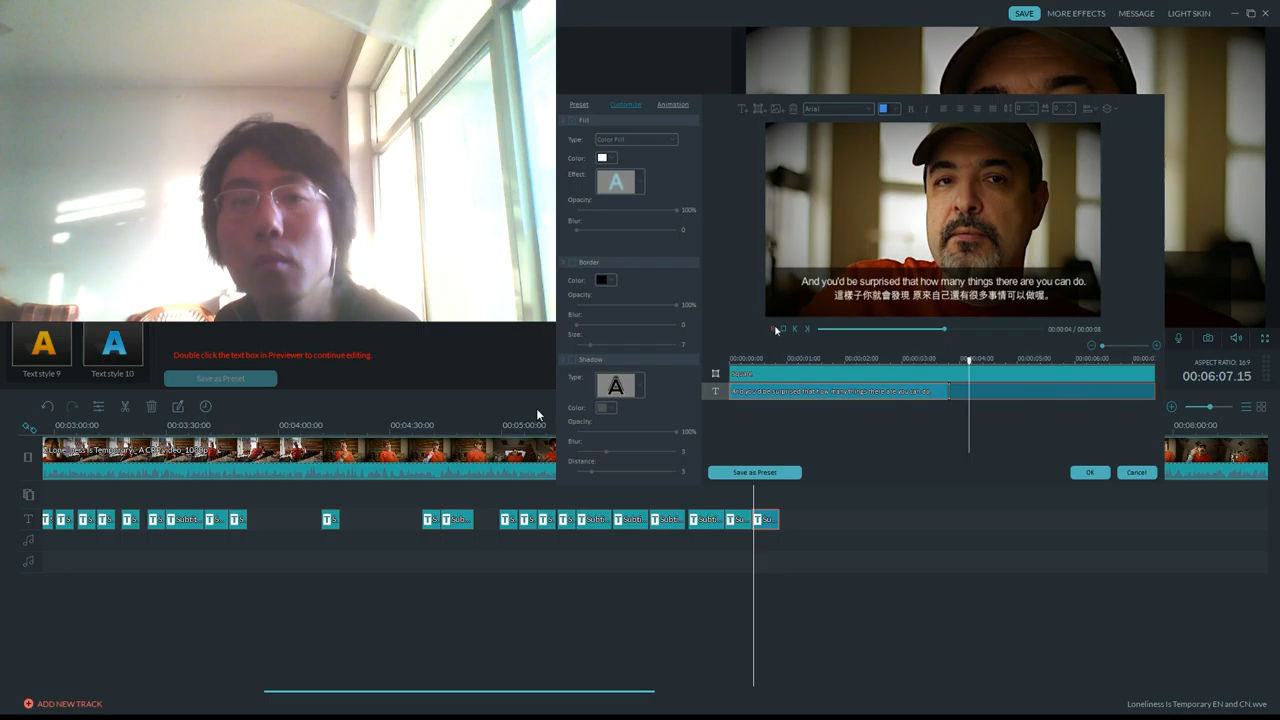 SAVE
MORE EFFECTS
MESSAGE
LIGHT SKIN
Preset
Customize
Animation
Arial
B
I
0
0
Fill
Type:
Color Fill
Color:
Effect:
A
Opacity:
100%
Blur:
0
Border
Color:
Opacity:
100%
Blur:
0
Size:
7
Shadow
Type:
A
Color:
Opacity:
100%
Blur:
3
Distance:
3
And you'd be surprised that how many things there are you can do.
這樣子你就會發現 原來自己還有很多事情可以做喔。
00:00:04 / 00:00:08
00:00:00:00
00:00:01:00
00:00:02:00
00:00:03:00
00:00:04:00
00:00:05:00
00:00:06:00
Square
T
And you'd be surprised that how many things there are you can do.
Save as Preset
OK
Cancel
ASPECT RATIO: 16:9
00:06:07.15
A
A
Text style 9
Text style 10
Double click the text box in Previewer to continue editing.
Save as Preset
00:03:00:00
00:03:30:00
00:04:00:00
00:04:30:00
00:05:00:00
00:08:00:00
Loneliness Is Temporary
ADD NEW TRACK
Loneliness Is Temporary EN and CN.wve